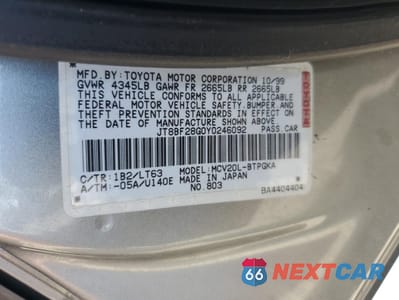 MFD. BY: TOYOTA MOTOR CORPORATION 10/99
GVWR 4345LB GAWR FR 2665LB RR 2665LB
THIS VEHICLE CONFORMS TO ALL APPLICABLE
FEDERAL MOTOR VEHICLE SAFETY, BUMPER, AND
THEFT PREVENTION STANDARDS IN EFFECT ON
THE DATE OF MANUFACTURE SHOWN ABOVE.
JT8BF28G0Y0246092 PASS. CAR
TOYOTA
C/TR: 1B2/LT63 MODEL: MCV20L-BTPGKA
A/TM: -05A/U140E MADE IN JAPAN
NO. 803
BA4404404
66 NEXTCAR